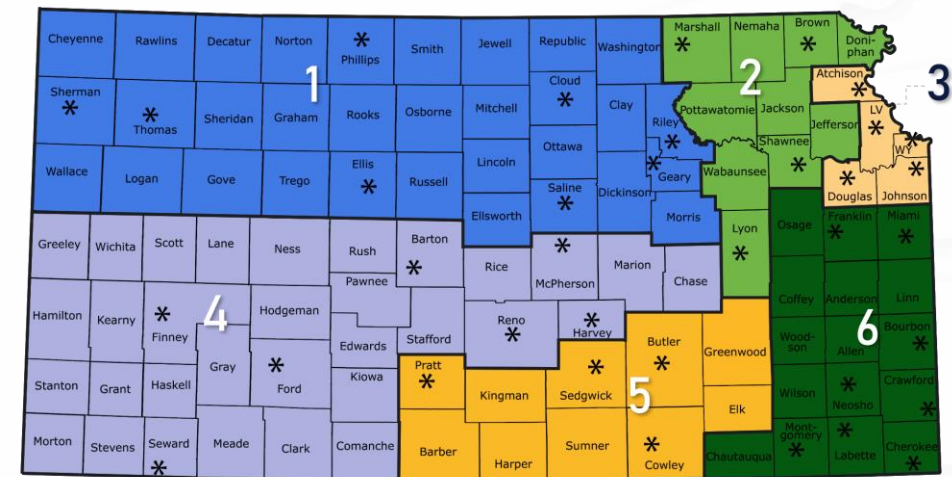 Cheyenne
Rawlins
Decatur
Norton
*
Phillips
Smith
Jewell
Republic
Washington
Marshall
*
Nemaha
Brown
*
Doni-
phan
1
2
3
Sherman
*
*
Thomas
Sheridan
Graham
Rooks
Osborne
Mitchell
Cloud
*
Clay
Riley
*
Pottawatomie
Jackson
Atchison
*
Jefferson
LV
*
*
WY
Wallace
Logan
Gove
Trego
Ellis
*
Russell
Lincoln
Ottawa
Saline
*
Dickinson
*
Geary
Wabaunsee
Shawnee
*
*
Douglas
*
Johnson
Ellsworth
Morris
Greeley
Wichita
Scott
Lane
Ness
Rush
Barton
*
Rice
*
McPherson
Marion
Chase
Lyon
*
Osage
Franklin
*
Miami
*
Pawnee
Hamilton
Kearny
*
Finney
4
Hodgeman
Edwards
Stafford
Reno
*
*
Harvey
Coffey
Anderson
Linn
Gray
*
Ford
Kiowa
Pratt
*
Kingman
*
Sedgwick
Butler
*
Greenwood
Wood-
son
Allen
6
Bourbon
*
Stanton
Grant
Haskell
5
Elk
Wilson
*
Neosho
Crawford
*
Morton
Stevens
Seward
*
Meade
Clark
Comanche
Barber
Harper
Sumner
*
Cowley
Chautauqua
Mont-
gomery
*
*
Labette
Cherokee
*